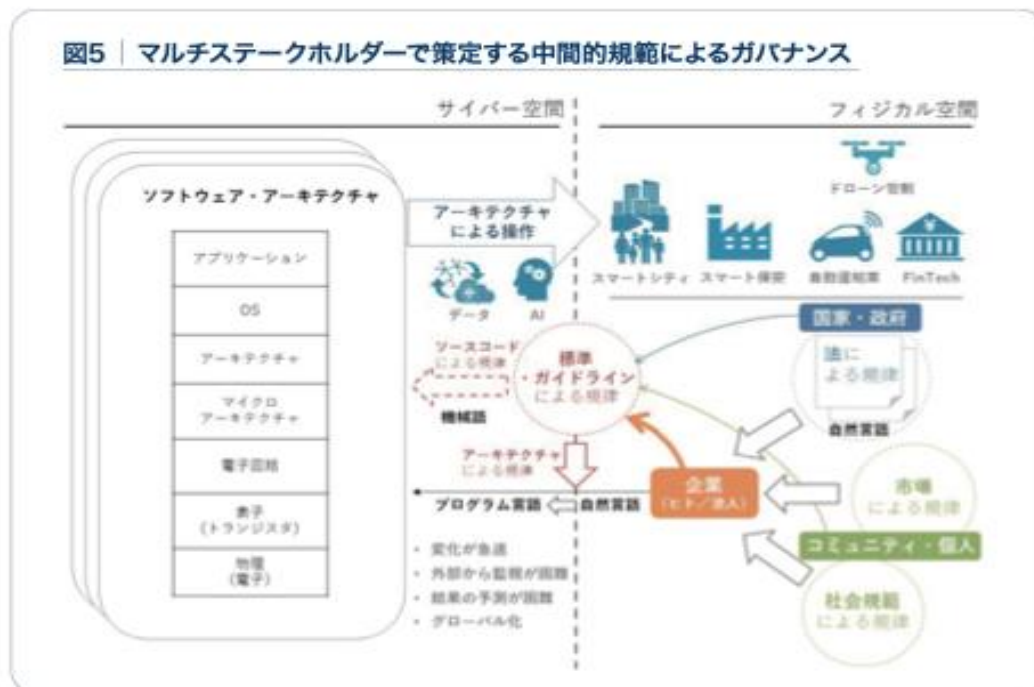 図5 | マルチステークホルダーで策定する中間的規範によるガバナンス
サイバー空間
フィジカル空間
ソフトウェア・アーキテクチャ
アプリケーション
OS
アーキテクチャ
マイクロ
アーキテクチャ
電子回路
素子
(トランジスタ)
物理
(電子)
アーキテクチャ
による操作
データ
AI
ドローン管制
スマートシティ
スマート保安
自動運転車
FinTech
ソースコード
による規律
機械語
標準
・ガイドライン
による規律
国家・政府
法に
よる規律
自然言語
アーキテクチャ
による規律
プログラム言語
自然言語
企業
(ヒト/法人)
市場
による規律
コミュニティ・個人
社会規範
による規律
・ 変化が急速
・ 外部から監視が困難
・ 結果の予測が困難
・ グローバル化